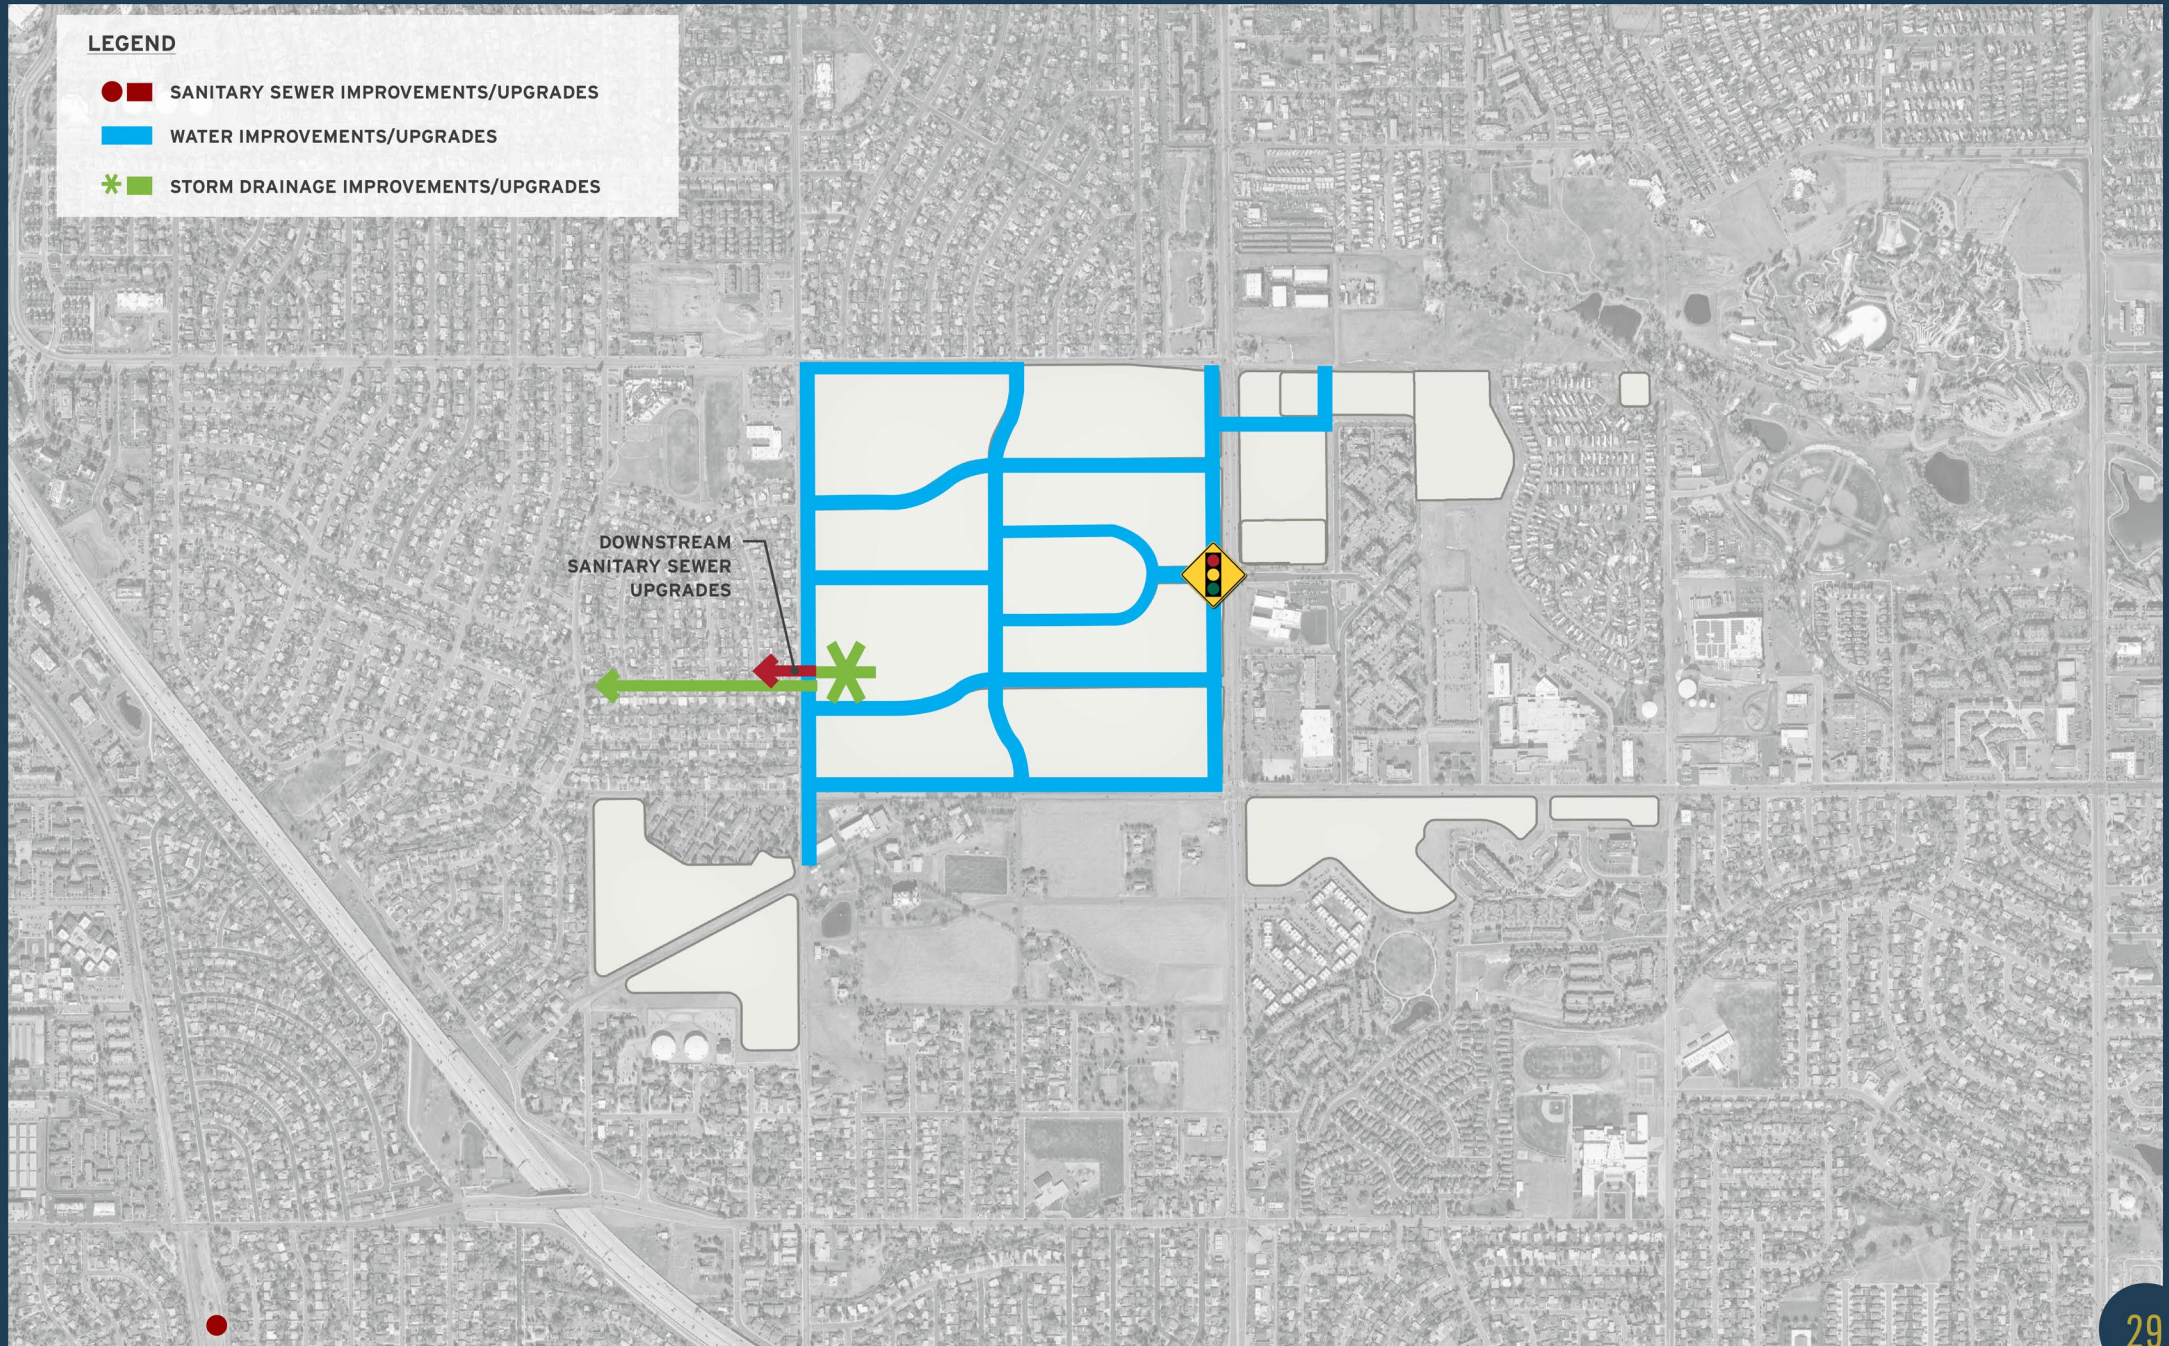 LEGEND
SANITARY SEWER IMPROVEMENTS/UPGRADES
WATER IMPROVEMENTS/UPGRADES
STORM DRAINAGE IMPROVEMENTS/UPGRADES
DOWNSTREAM
SANITARY SEWER
UPGRADES
29